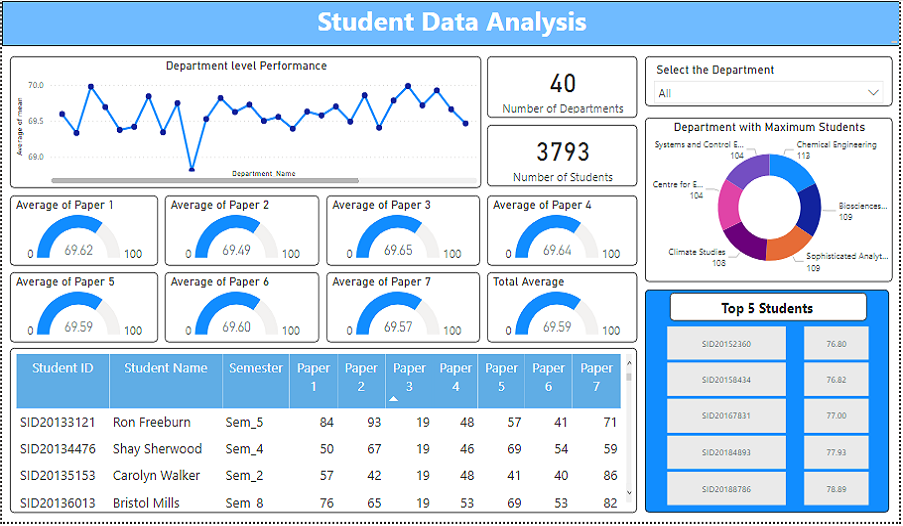 Student Data Analysis
Department level Performance
Average of mean
70.0
69.5
69.0
Department_Name
40
Number of Departments
3793
Number of Students
Select the Department
All
Department with Maximum Students
Systems and Control E...
104
Chemical Engineering
113
Centre for E...
104
Biosciences...
109
Climate Studies
108
Sophisticated Analyt...
109
Average of Paper 1
0 69.62 100
Average of Paper 2
0 69.49 100
Average of Paper 3
0 69.65 100
Average of Paper 4
0 69.64 100
Average of Paper 5
0 69.59 100
Average of Paper 6
0 69.60 100
Average of Paper 7
0 69.57 100
Total Average
0 69.59 100
Top 5 Students
SID20152360 76.80
SID20158434 76.82
SID20167831 77.00
SID20184893 77.93
SID20188786 78.89
Student ID Student Name Semester Paper 1 Paper 2 Paper 3 Paper 4 Paper 5 Paper 6 Paper 7
SID20133121 Ron Freeburn Sem_5 84 93 19 48 57 41 71
SID20134476 Shay Sherwood Sem_4 50 67 19 46 69 54 59
SID20135153 Carolyn Walker Sem_2 57 42 19 48 41 40 86
SID20136013 Bristol Mills Sem_8 76 65 19 53 69 53 82